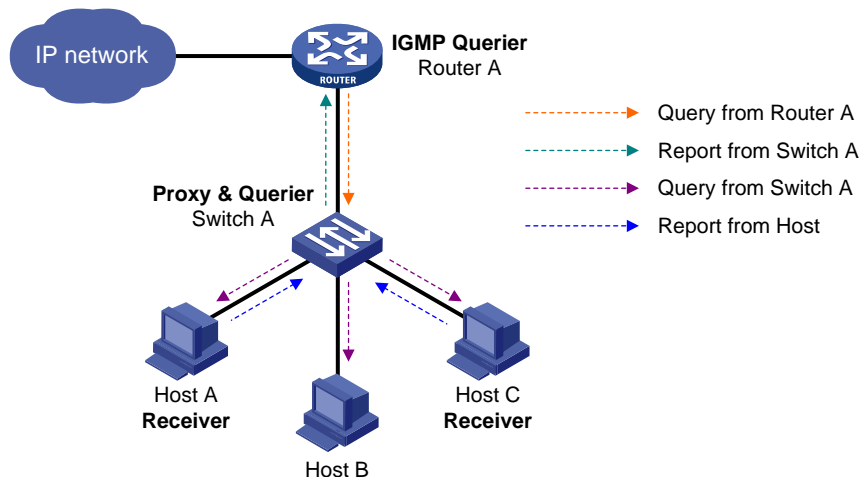 IP network
IGMP Querier
Router A
ROUTER
Query from Router A
Report from Switch A
Query from Switch A
Report from Host
Proxy & Querier
Switch A
Host A
Receiver
Host B
Host C
Receiver